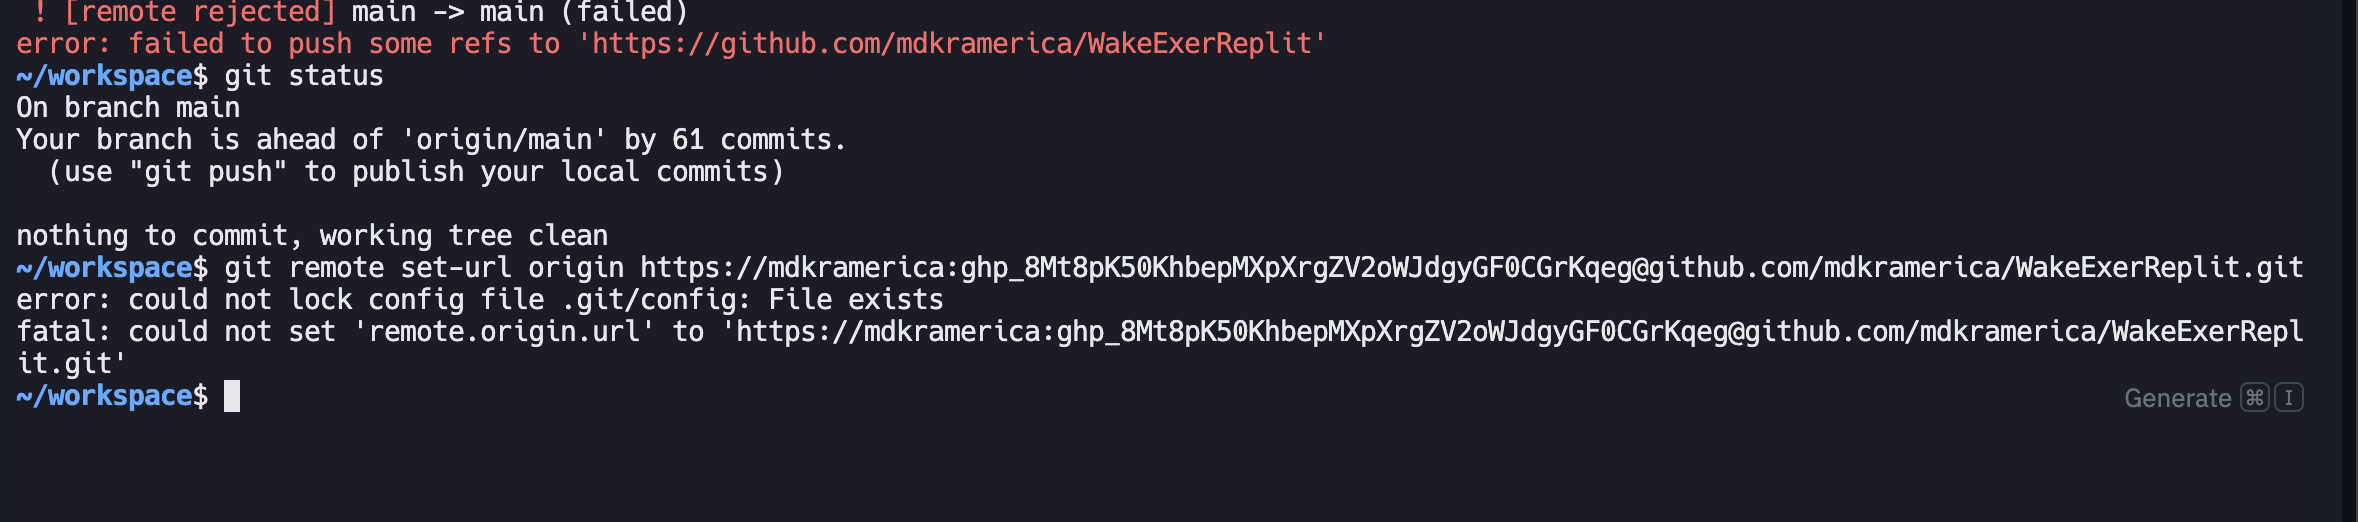 ! [remote rejected] main -> main (failed)
error: failed to push some refs to 'https://github.com/mdkramerica/WakeExerReplit'
~/workspace$ git status
On branch main
Your branch is ahead of 'origin/main' by 61 commits.
  (use "git push" to publish your local commits)

nothing to commit, working tree clean
~/workspace$ git remote set-url origin https://mdkramerica:ghp_8Mt8pK50KhbepMXpXrgZV2oWJdgyGF0CGrKqeg@github.com/mdkramerica/WakeExerReplit.git
error: could not lock config file .git/config: File exists
fatal: could not set 'remote.origin.url' to 'https://mdkramerica:ghp_8Mt8pK50KhbepMXpXrgZV2oWJdgyGF0CGrKqeg@github.com/mdkramerica/WakeExerRepl
it.git'
~/workspace$
Generate ⌘ I